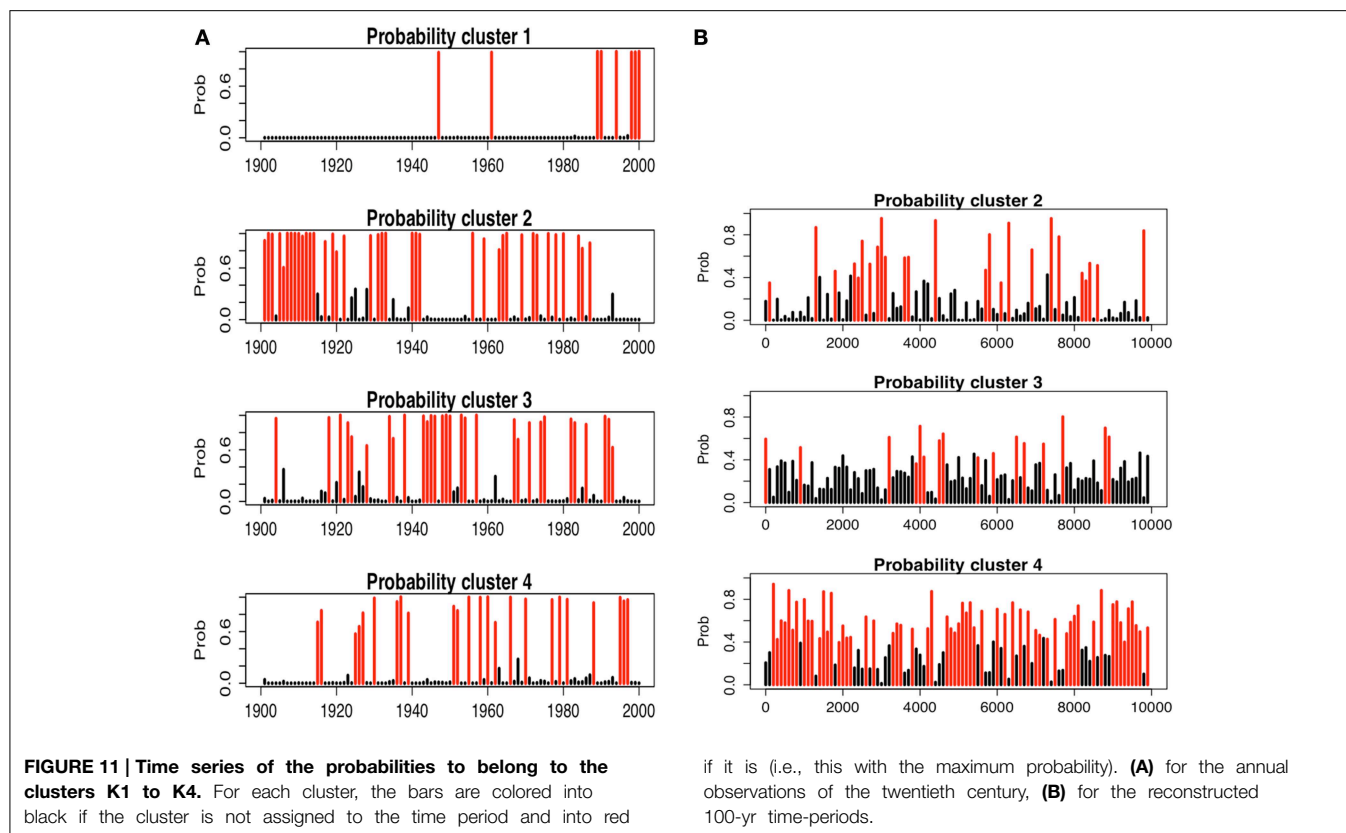 A
Probability cluster 1
Prob
0.0 0.6
1900 1920 1940 1960 1980 2000
Probability cluster 2
Prob
0.0 0.6
1900 1920 1940 1960 1980 2000
Probability cluster 3
Prob
0.0 0.6
1900 1920 1940 1960 1980 2000
Probability cluster 4
Prob
0.0 0.6
1900 1920 1940 1960 1980 2000
B
Probability cluster 2
Prob
0.0 0.4 0.8
0 2000 4000 6000 8000 10000
Probability cluster 3
Prob
0.0 0.4 0.8
0 2000 4000 6000 8000 10000
Probability cluster 4
Prob
0.0 0.4 0.8
0 2000 4000 6000 8000 10000
FIGURE 11 | Time series of the probabilities to belong to the
clusters K1 to K4. For each cluster, the bars are colored into
black if the cluster is not assigned to the time period and into red
if it is (i.e., this with the maximum probability). (A) for the annual
observations of the twentieth century, (B) for the reconstructed
100-yr time-periods.